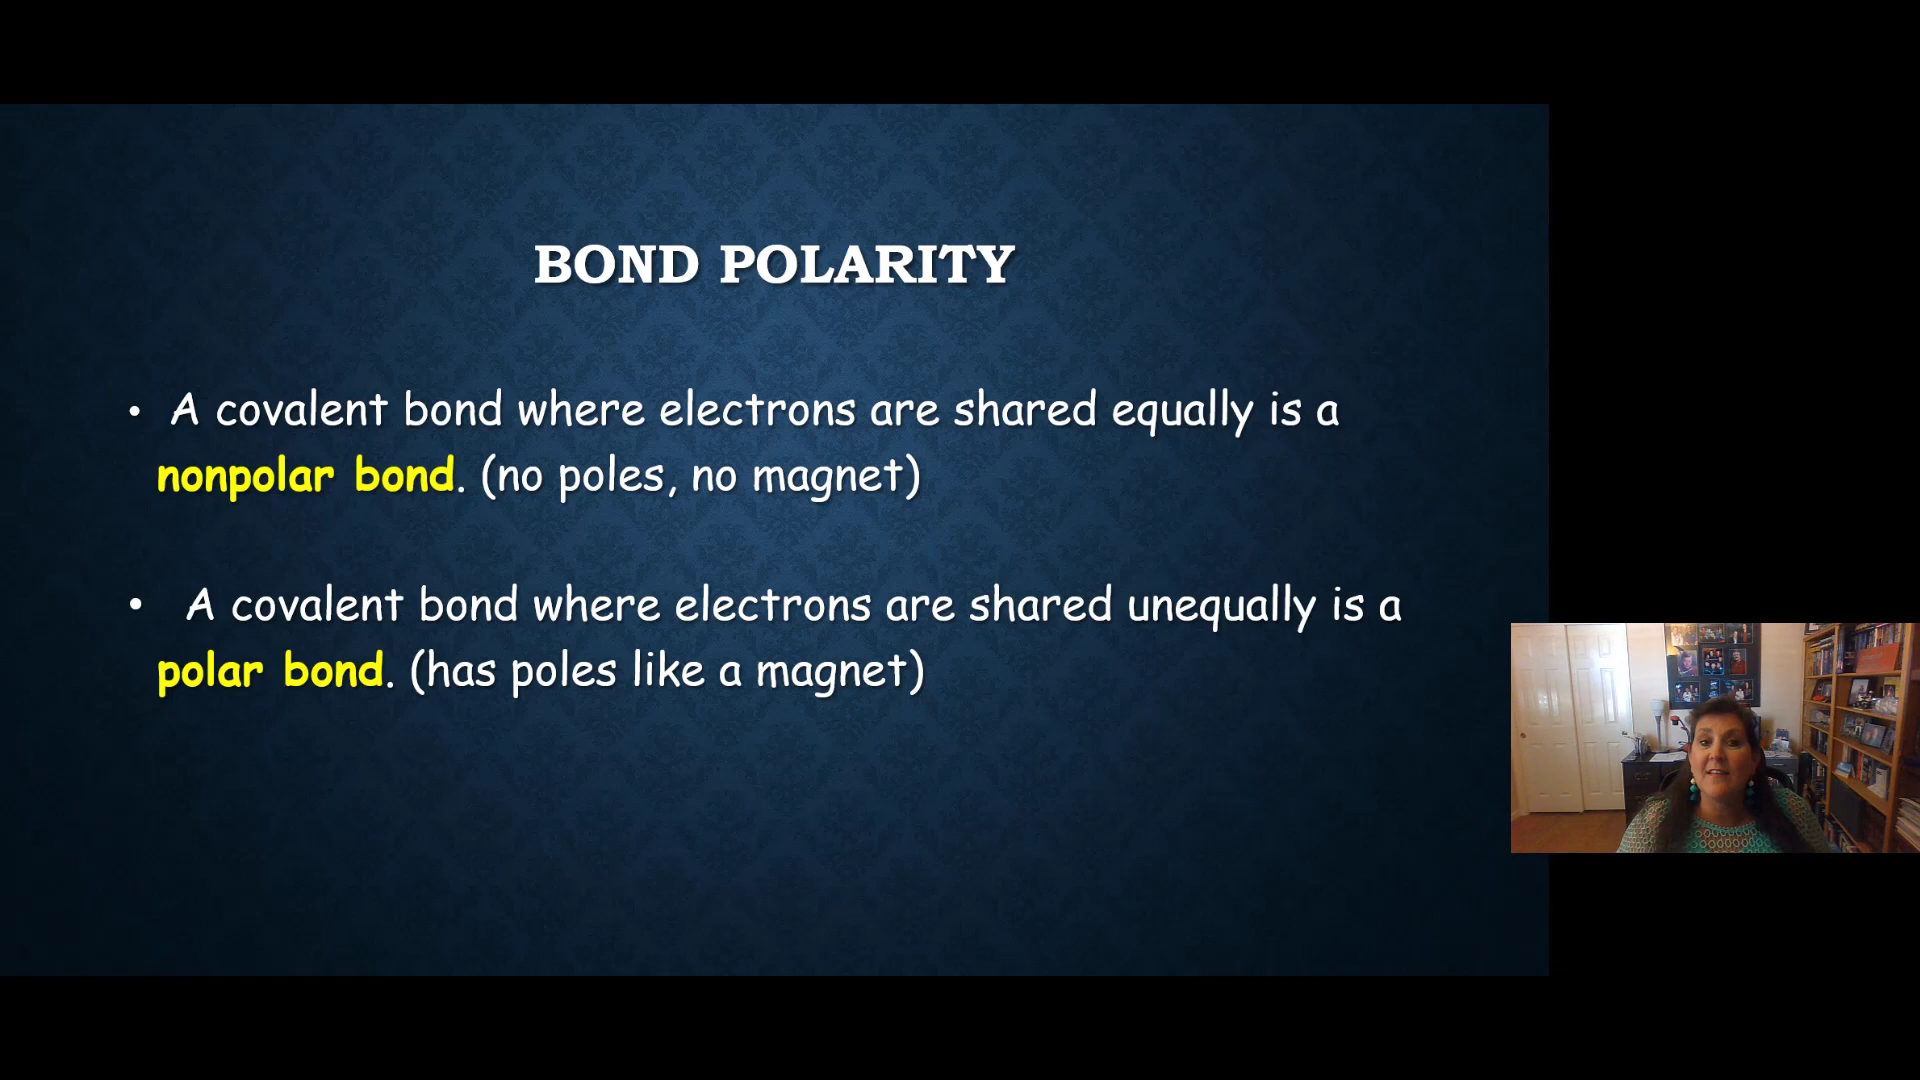 BOND POLARITY
• A covalent bond where electrons are shared equally is a
nonpolar bond. (no poles, no magnet)
• A covalent bond where electrons are shared unequally is a
polar bond. (has poles like a magnet)